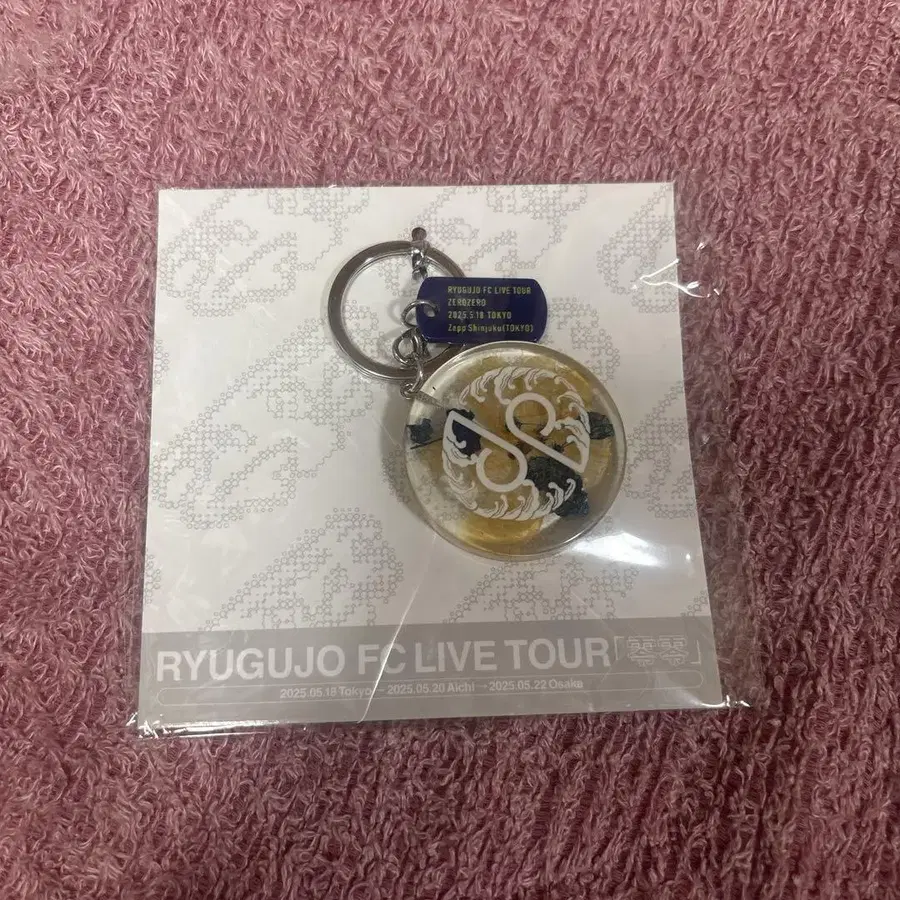 RYUGUJO FC LIVE TOUR
ZEROZERO
2025.5.18 TOKYO
Zepp Shinjuku(TOKYO)
RYUGUJO FC LIVE TOUR「零零」
2025.05.18 Tokyo→2025.05.20 Aichi→2025.05.22 Osaka